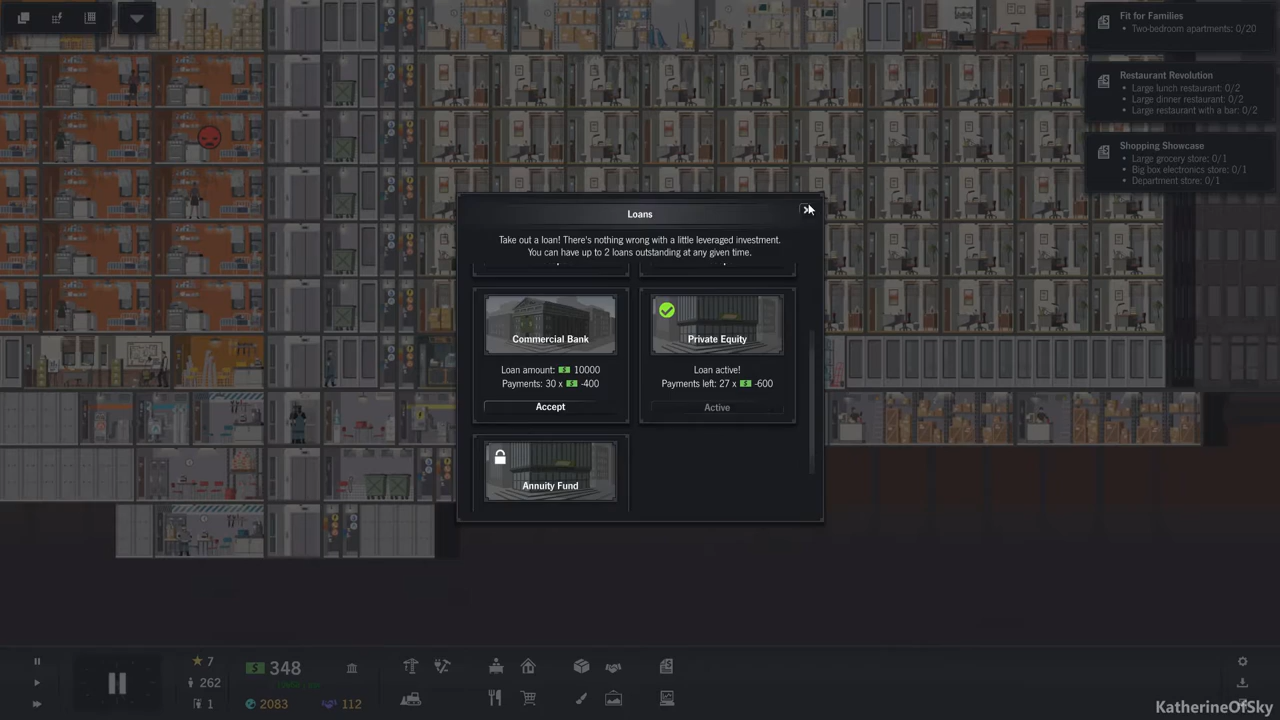 Fit for Families
• Two-bedroom apartments: 0/20
Restaurant Revolution
• Large lunch restaurant: 0/2
• Large dinner restaurant: 0/2
• Large restaurant with a bar: 0/2
Shopping Showcase
• Large grocery store: 0/1
• Big box electronics store: 0/1
• Department store: 0/1
Loans
Take out a loan! There's nothing wrong with a little leveraged investment.
You can have up to 2 loans outstanding at any given time.
Commercial Bank
Loan amount: 10000
Payments: 30 x -400
Accept
Private Equity
Loan active!
Payments left: 27 x -600
Active
Annuity Fund
7
262
1
348
2083
112
KatherineOfSky